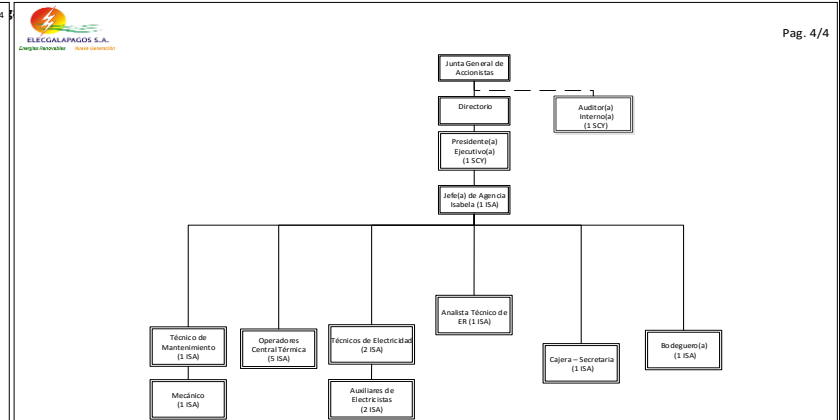 4
ELECGALAPAGOS S.A.
Energías Renovables Nueva Generación
Pag. 4/4
Junta General de
Accionistas
Directorio
Auditor(a)
Interno(a)
(1 SCY)
Presidente(a)
Ejecutivo(a)
(1 SCY)
Jefe(a) de Agencia
Isabela (1 ISA)
Analista Técnico de
ER (1 ISA)
Técnico de
Mantenimiento
(1 ISA)
Operadores
Central Térmica
(5 ISA)
Técnicos de Electricidad
(2 ISA)
Cajera – Secretaria
(1 ISA)
Bodeguero(a)
(1 ISA)
Mecánico
(1 ISA)
Auxiliares de
Electricistas
(2 ISA)